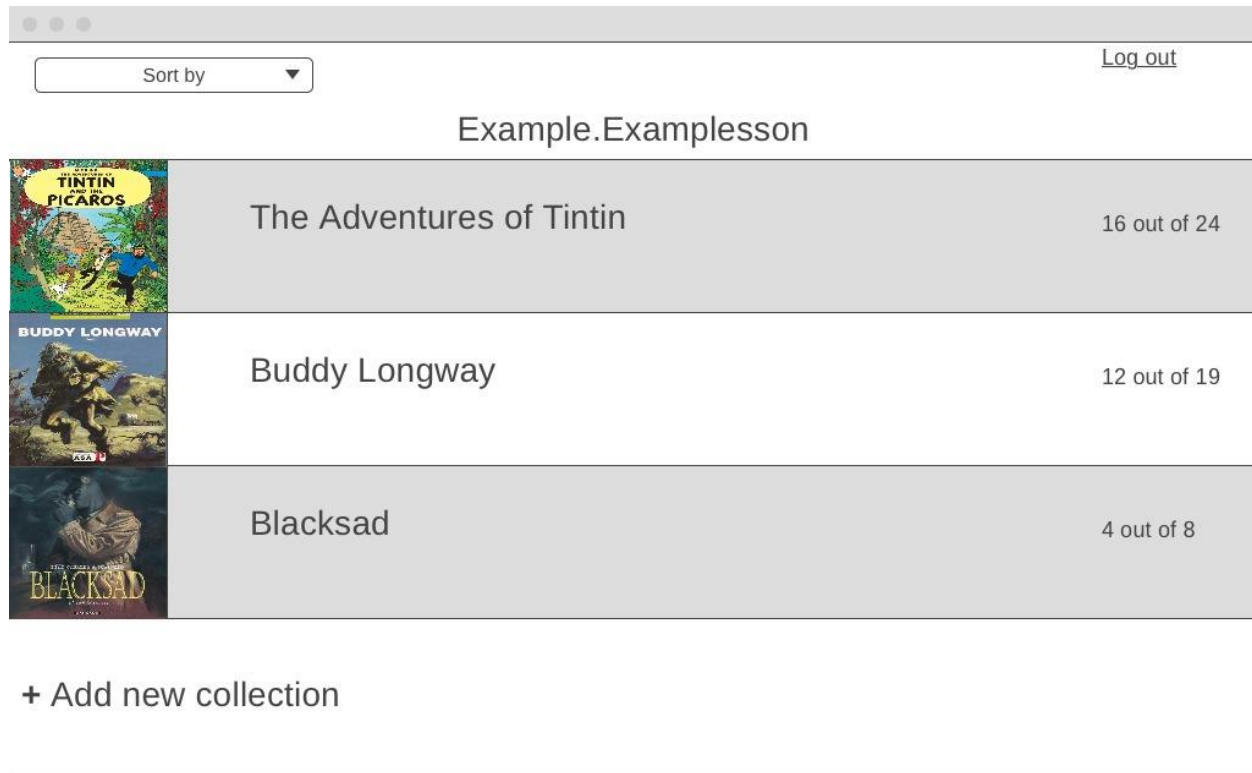 Sort by
Log out
Example.Examplesson
TINTIN
AND THE
PICAROS
The Adventures of Tintin
16 out of 24
BUDDY LONGWAY
Buddy Longway
12 out of 19
ASA
BLACKSAD
Blacksad
4 out of 8
+ Add new collection